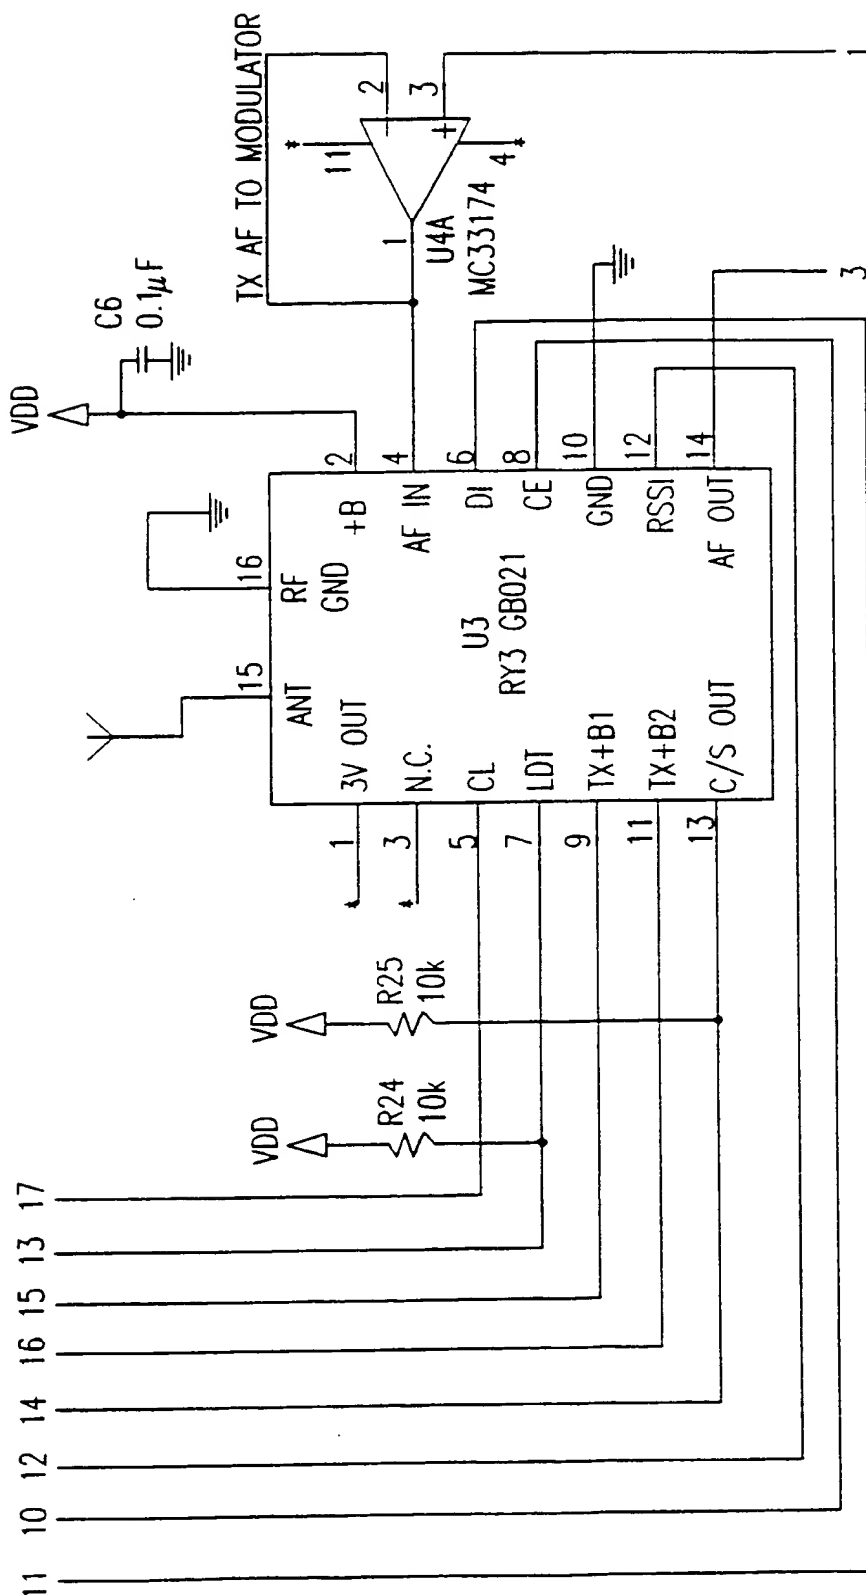 TX AF TO MODULATOR
2
3
*
11
4
*
1
U4A
MC33174
1
VDD
C6
0.1μF
3
16
2
4
6
8
10
12
14
15
RF
GND
+B
AF IN
DI
CE
GND
RSSI
AF OUT
ANT
U3
RY3 GB021
3V OUT
N.C.
CL
LDT
TX+B1
TX+B2
C/S OUT
1
3
5
7
9
11
13
*
*
VDD
R25
10k
VDD
R24
10k
17
13
15
16
14
12
10
11